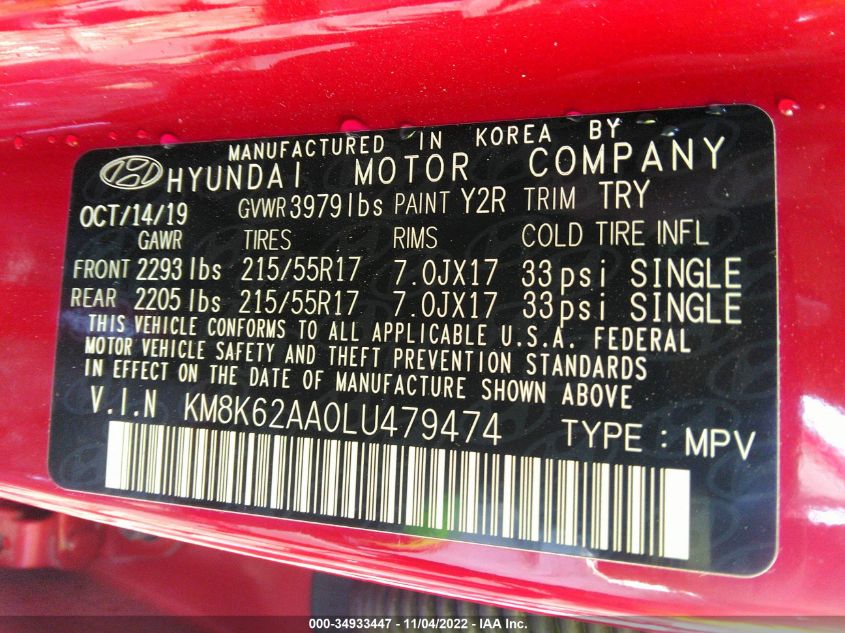 MANUFACTURED IN KOREA BY
HYUNDAI MOTOR COMPANY
OCT/14/19 GVWR 3979lbs PAINT Y2R TRIM TRY
GAWR TIRES RIMS COLD TIRE INFL
FRONT 2293lbs 215/55R17 7.0JX17 33psi SINGLE
REAR 2205lbs 215/55R17 7.0JX17 33psi SINGLE
THIS VEHICLE CONFORMS TO ALL APPLICABLE U.S.A. FEDERAL
MOTOR VEHICLE SAFETY AND THEFT PREVENTION STANDARDS
IN EFFECT ON THE DATE OF MANUFACTURE SHOWN ABOVE
V.I.N KM8K62AA0LU479474 TYPE : MPV
000-34933447 - 11/04/2022 - IAA Inc.